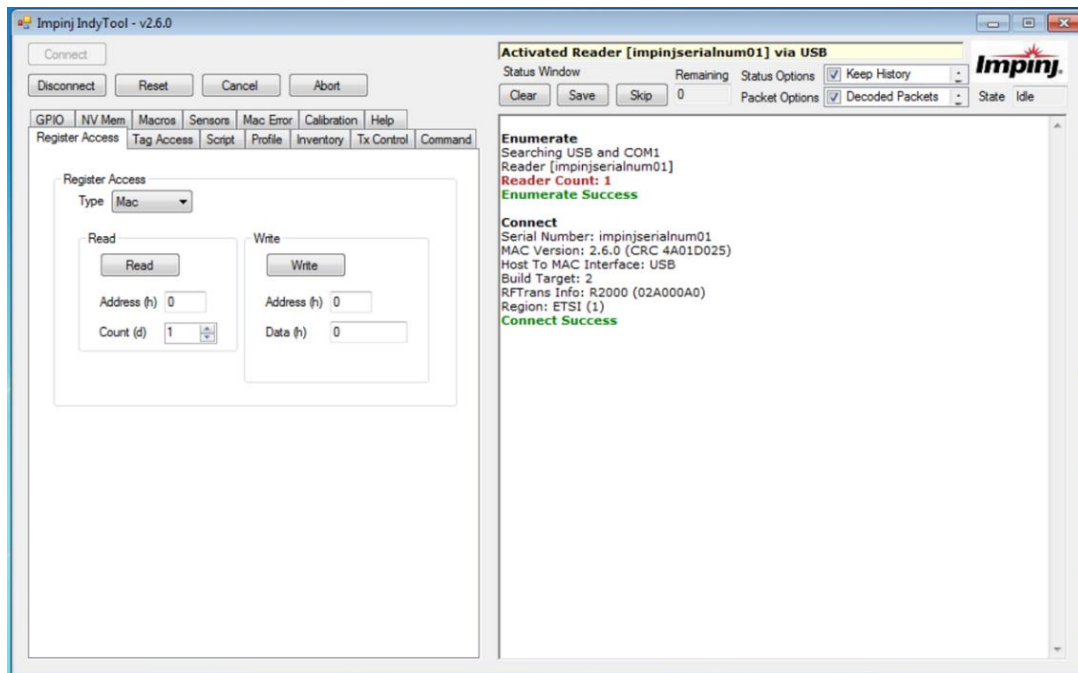 Impinj IndyTool - v2.6.0
Connect
Disconnect Reset Cancel Abort
GPIO NV Mem Macros Sensors Mac Error Calibration Help
Register Access Tag Access Script Profile Inventory Tx Control Command
Register Access
Type Mac
Read
Read
Address (h) 0
Count (d) 1
Write
Write
Address (h) 0
Data (h) 0
Activated Reader [impinjserialnum01] via USB
Status Window Remaining Status Options Keep History
Clear Save Skip 0 Packet Options Decoded Packets State Idle
Impinj.
Enumerate
Searching USB and COM1
Reader [impinjserialnum01]
Reader Count: 1
Enumerate Success
Connect
Serial Number: impinjserialnum01
MAC Version: 2.6.0 (CRC 4A01D025)
Host To MAC Interface: USB
Build Target: 2
RFTrans Info: R2000 (02A000A0)
Region: ETSI (1)
Connect Success